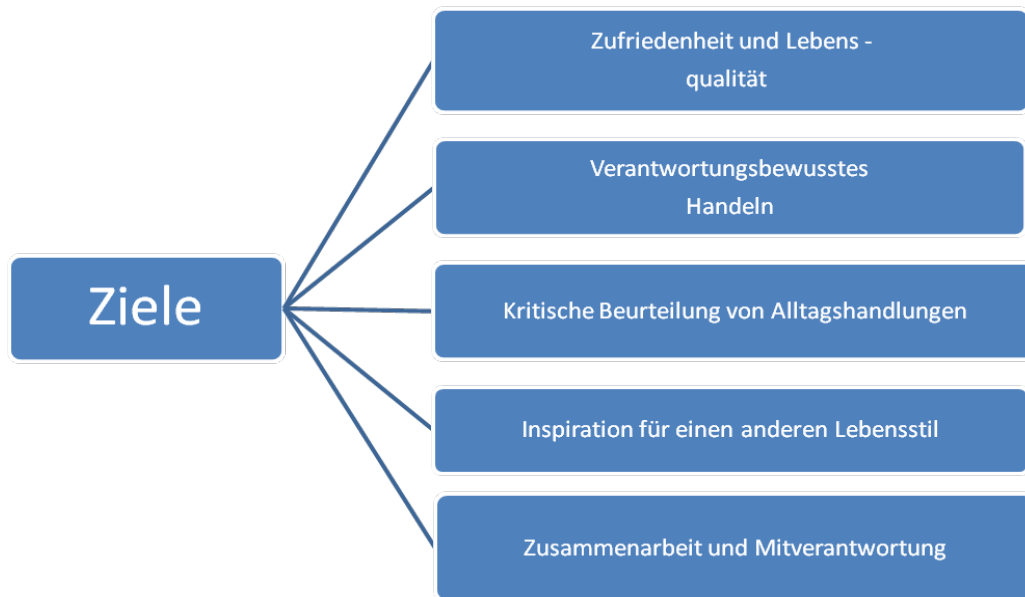 Zufriedenheit und Lebens -
qualität
Verantwortungsbewusstes
Handeln
Ziele
Kritische Beurteilung von Alltagshandlungen
Inspiration für einen anderen Lebensstil
Zusammenarbeit und Mitverantwortung